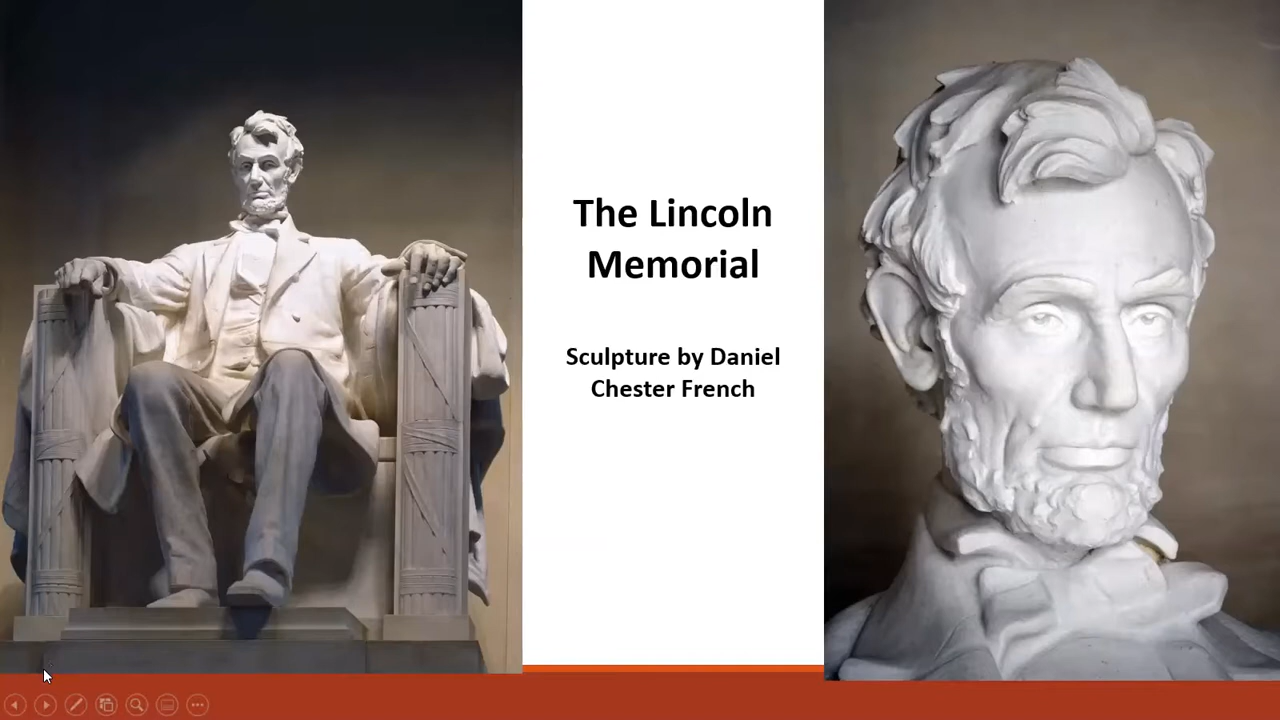 The Lincoln
Memorial
Sculpture by Daniel
Chester French